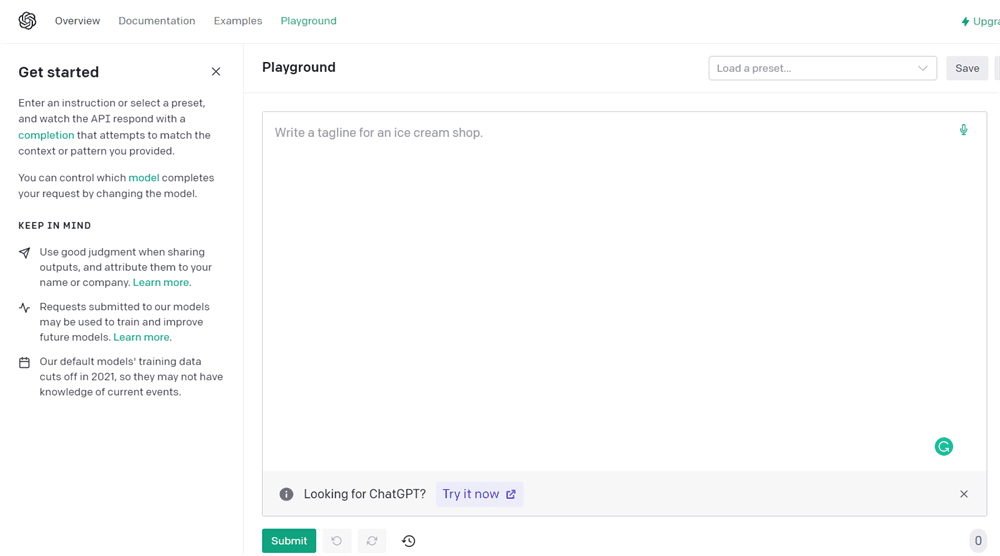 Overview Documentation Examples Playground
Get started
Enter an instruction or select a preset,
and watch the API respond with a
completion that attempts to match the
context or pattern you provided.
You can control which model completes
your request by changing the model.
KEEP IN MIND
Use good judgment when sharing
outputs, and attribute them to your
name or company. Learn more.
Requests submitted to our models
may be used to train and improve
future models. Learn more.
Our default models' training data
cuts off in 2021, so they may not have
knowledge of current events.
Playground
Load a preset...
Save
Write a tagline for an ice cream shop.
Looking for ChatGPT? Try it now
Submit
0